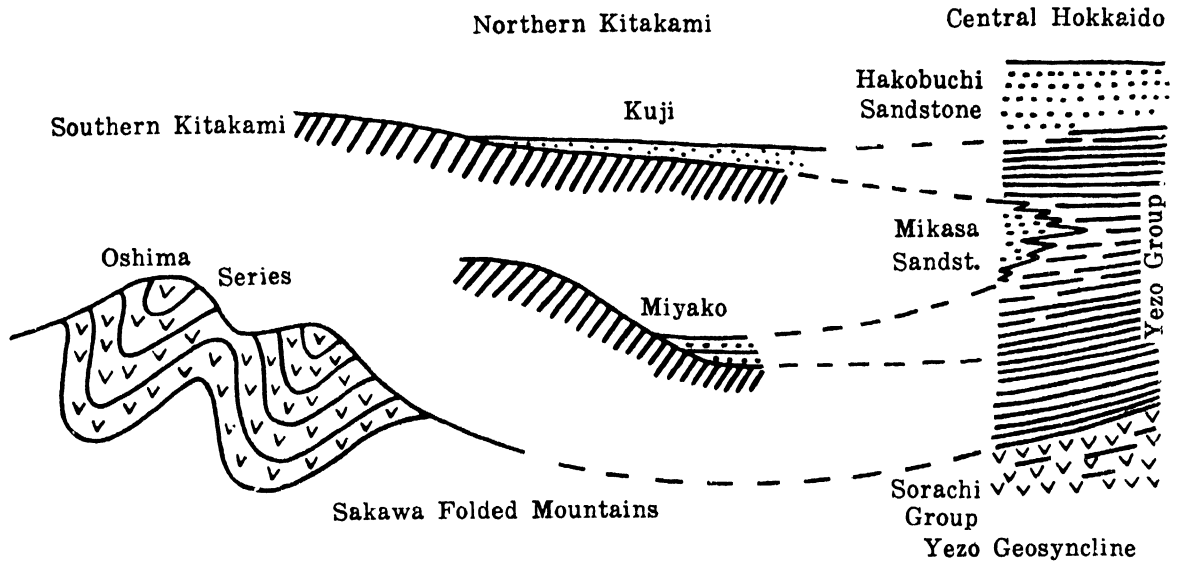 Northern Kitakami
Central Hokkaido
Hakobuchi
Sandstone
Kuji
Southern Kitakami
Mikasa
Sandst.
Yezo Group
Oshima
Series
Miyako
Sorachi
Group
Sakawa Folded Mountains
Yezo Geosyncline